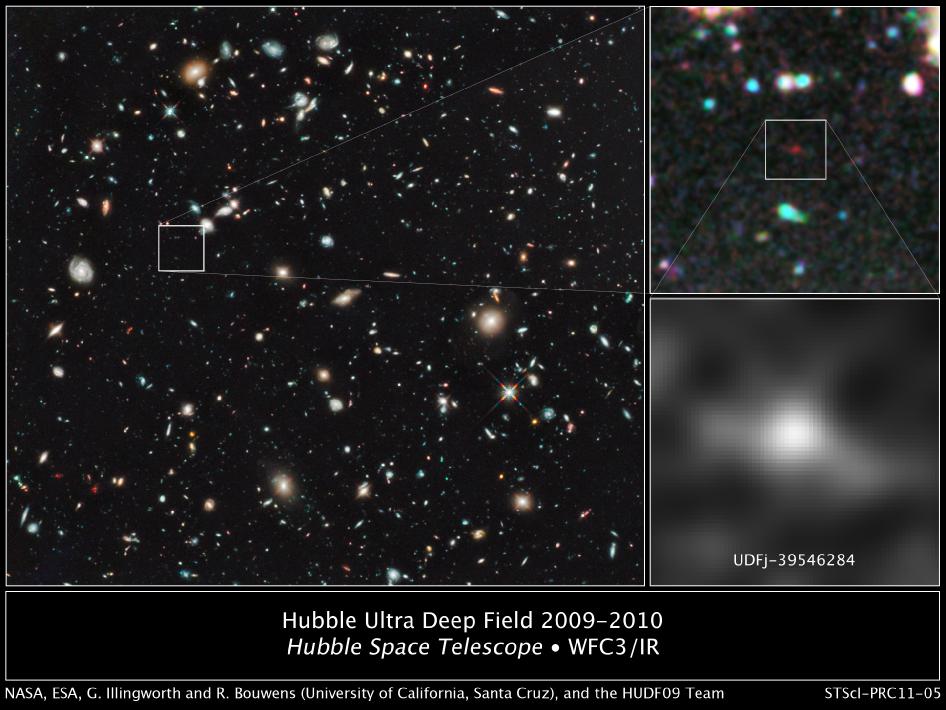 UDFj-39546284
Hubble Ultra Deep Field 2009–2010
Hubble Space Telescope • WFC3/IR
NASA, ESA, G. Illingworth and R. Bouwens (University of California, Santa Cruz), and the HUDF09 Team
STScI-PRC11-05